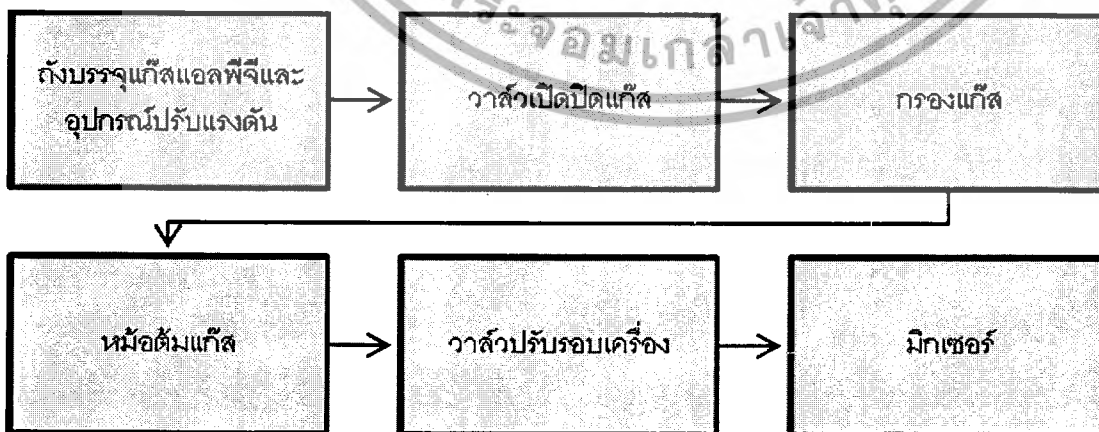 ถังบรรจุแก๊สแอลพีจีและ
อุปกรณ์ปรับแรงดัน
วาล์วเปิดปิดแก๊ส
กรองแก๊ส
หม้อต้มแก๊ส
วาล์วปรับรอบเครื่อง
มิกเซอร์